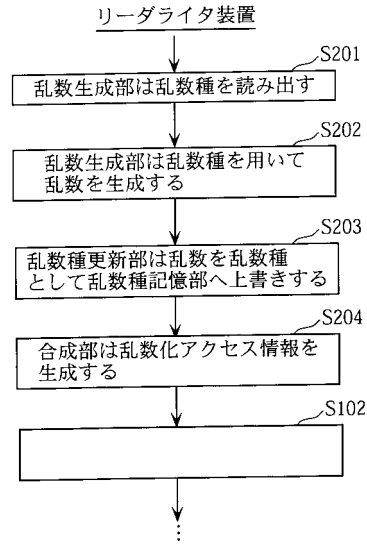 リーダライタ装置
S201
乱数生成部は乱数種を読み出す
S202
乱数生成部は乱数種を用いて
乱数を生成する
S203
乱数種更新部は乱数を乱数種
として乱数種記憶部へ上書きする
S204
合成部は乱数化アクセス情報を
生成する
S102